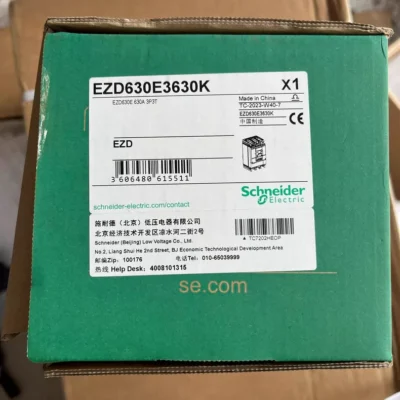 EZD630E3630K
X1
EZD630E 630A 3P3T
Made in China
TC-2023-W40-7
EZD630E3630K
中国制造
EZD
3 606480 615511
Schneider
Electric
schneider-electric.com/contact
施耐德（北京）低压电器有限公司
北京经济技术开发区凉水河二街2号
Schneider (Beijing) Low Voltage Co., Ltd.
No.2, Liang Shui He 2nd Street, BJ Economic Technological Development Area
邮编Zip: 100176
电话Tel: 010-65039999
热线 Help Desk: 4008101315
★ TC7202H8DP
se.com